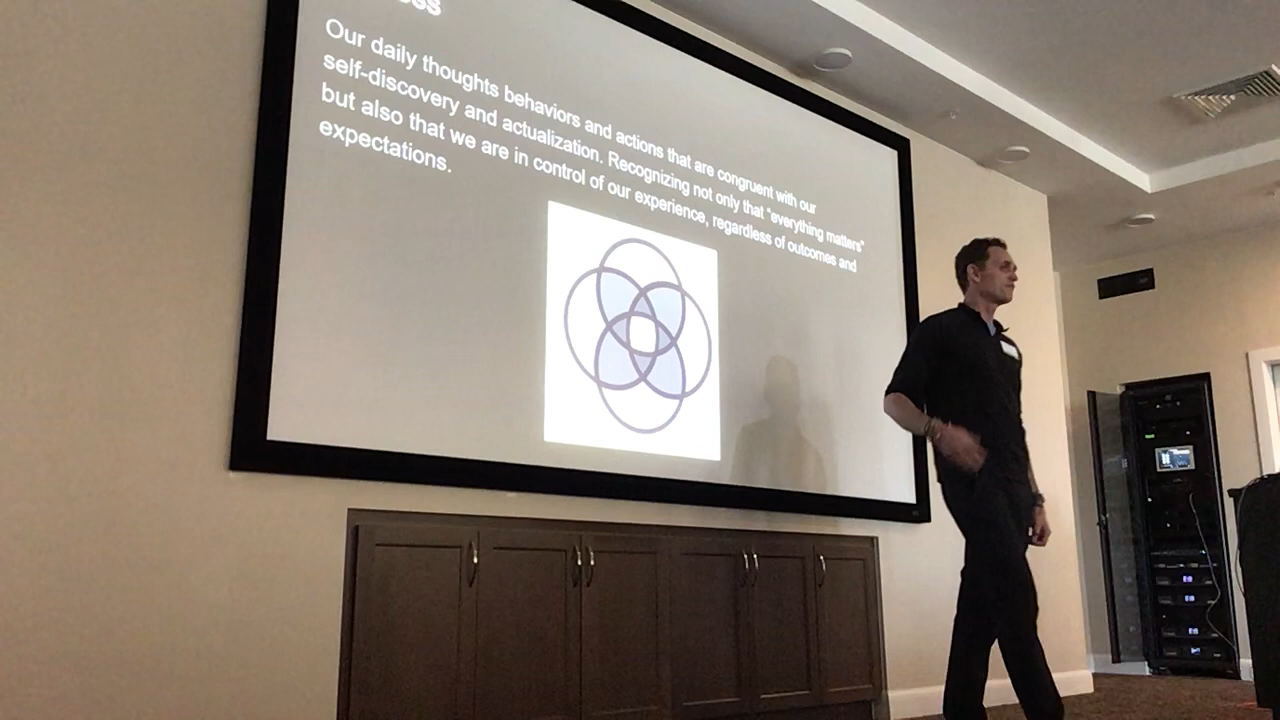 Our daily thoughts behaviors and actions that are congruent with our
self-discovery and actualization. Recognizing not only that "everything matters"
but also that we are in control of our experience, regardless of outcomes and
expectations.